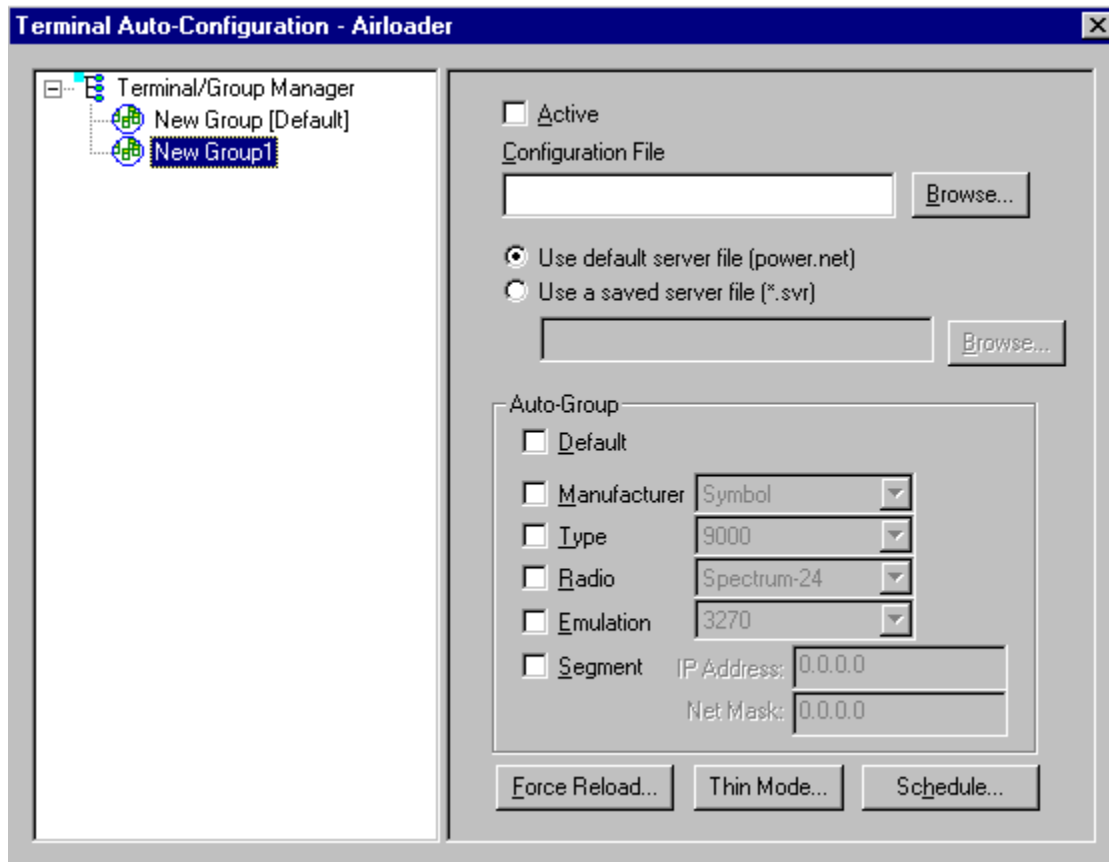 Terminal Auto-Configuration - Airloader
Terminal/Group Manager
New Group [Default]
New Group1
Active
Configuration File
Browse...
Use default server file (power.net)
Use a saved server file (*.svr)
Browse...
Auto-Group
Default
Manufacturer Symbol
Type 9000
Radio Spectrum-24
Emulation 3270
Segment IP Address: 0.0.0.0
Net Mask: 0.0.0.0
Force Reload... Thin Mode... Schedule...